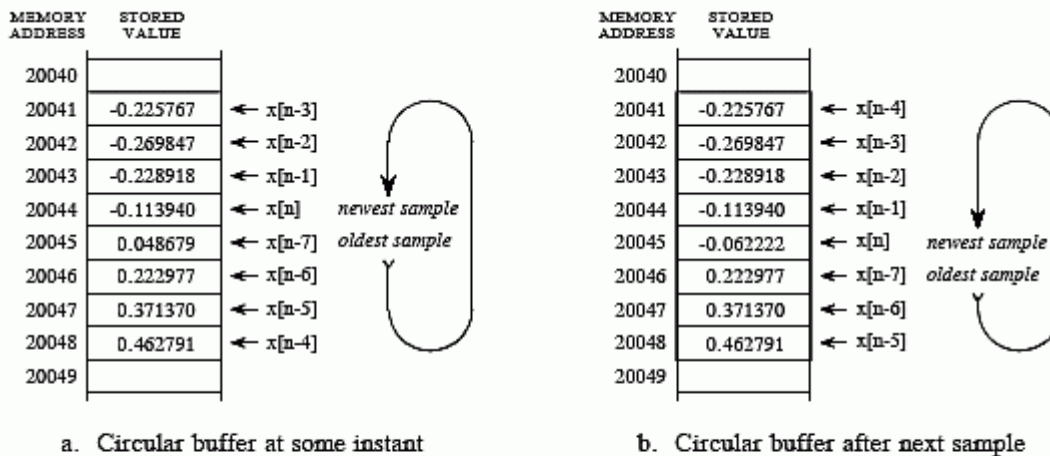 MEMORY ADDRESS STORED VALUE
20040
20041 -0.225767 x[n-3]
20042 -0.269847 x[n-2]
20043 -0.228918 x[n-1]
20044 -0.113940 x[n] newest sample
20045 0.048679 x[n-7] oldest sample
20046 0.222977 x[n-6]
20047 0.371370 x[n-5]
20048 0.462791 x[n-4]
20049
a. Circular buffer at some instant
MEMORY ADDRESS STORED VALUE
20040
20041 -0.225767 x[n-4]
20042 -0.269847 x[n-3]
20043 -0.228918 x[n-2]
20044 -0.113940 x[n-1]
20045 -0.062222 x[n] newest sample
20046 0.222977 x[n-7] oldest sample
20047 0.371370 x[n-6]
20048 0.462791 x[n-5]
20049
b. Circular buffer after next sample